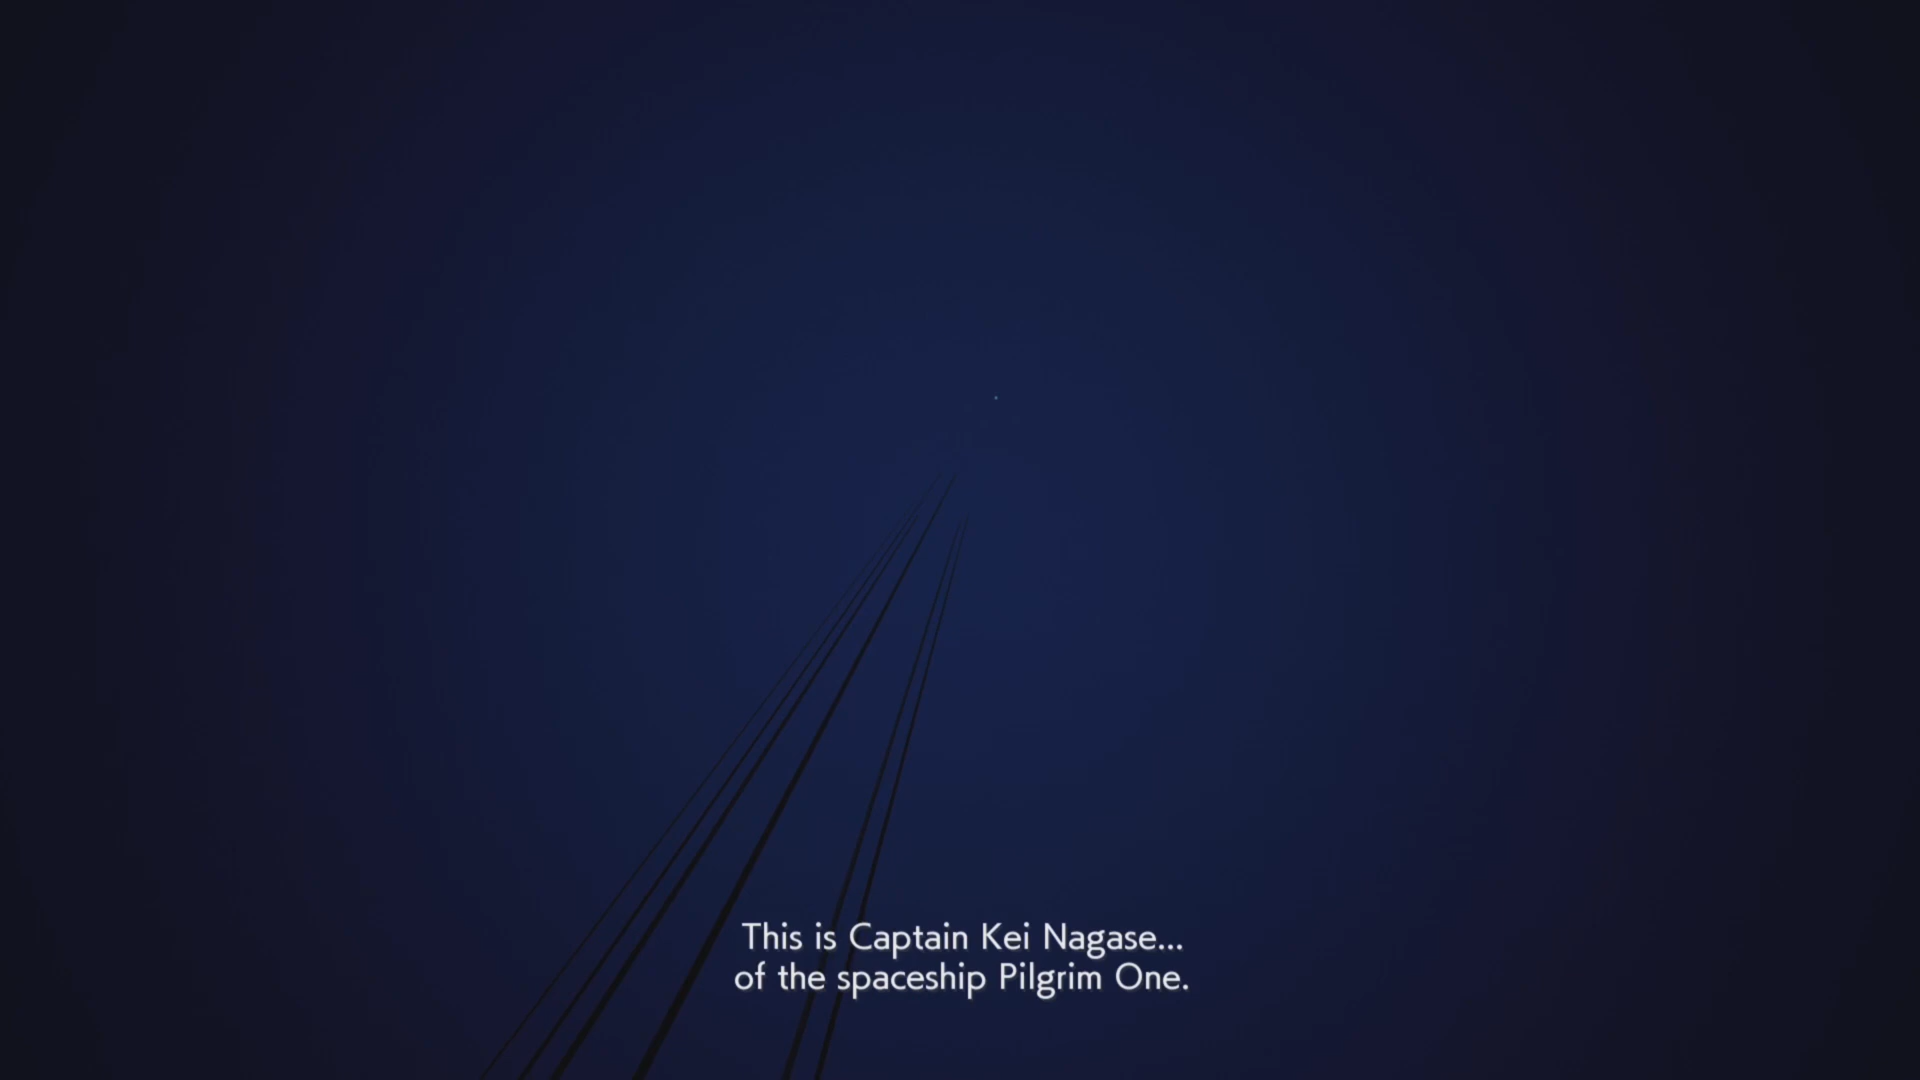 This is Captain Kei Nagase...
of the spaceship Pilgrim One.